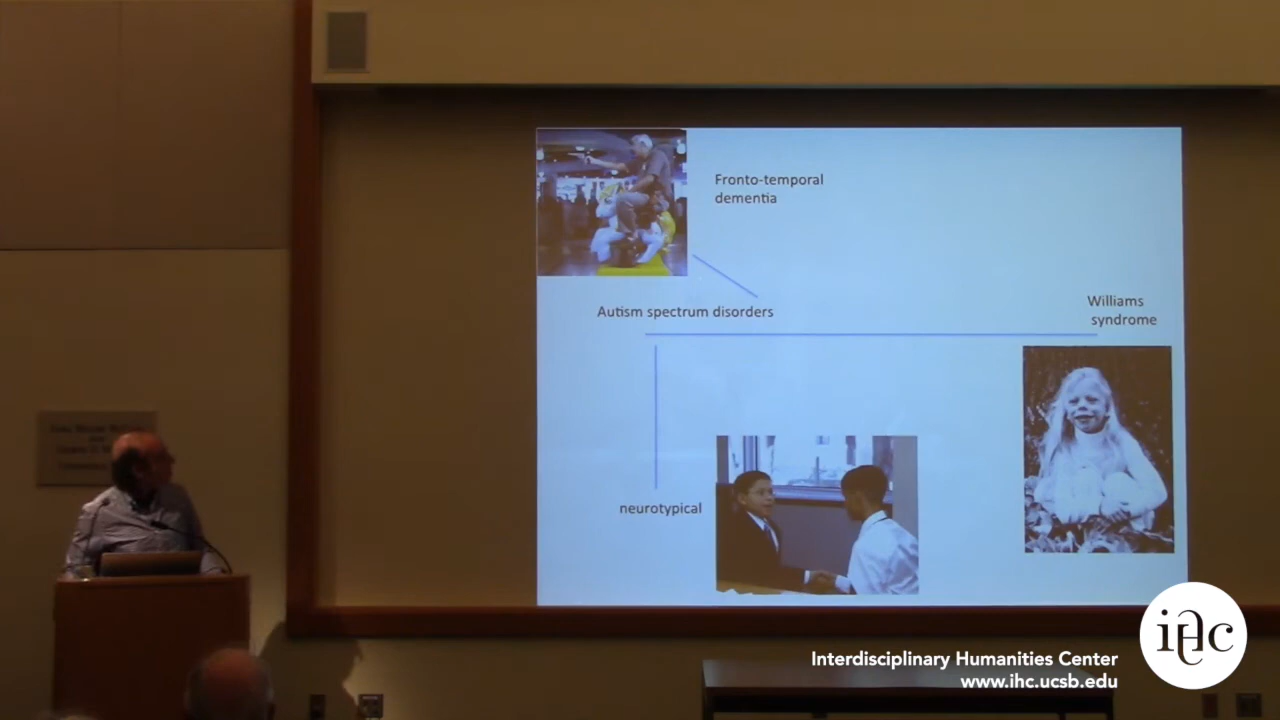 Fronto-temporal
dementia
Autism spectrum disorders
Williams
syndrome
neurotypical
ihc
Interdisciplinary Humanities Center
www.ihc.ucsb.edu